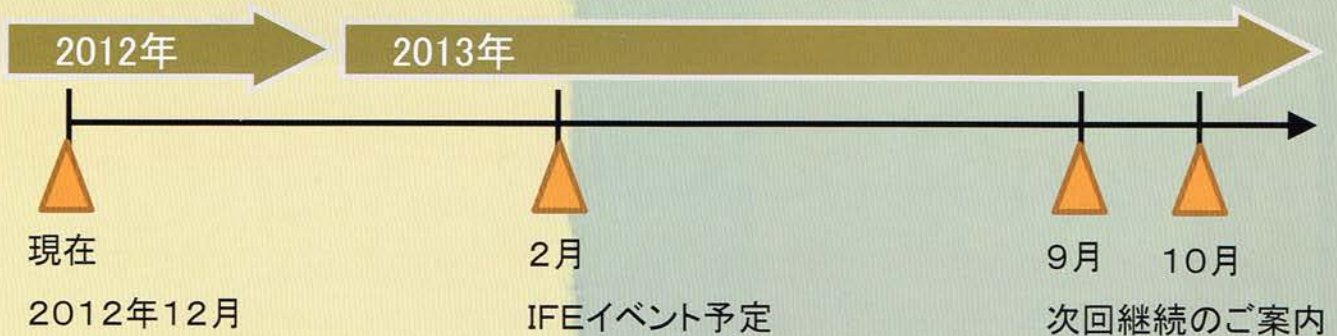 2012年
2013年
現在
2012年12月
2月
IFEイベント予定
9月
10月
次回継続のご案内